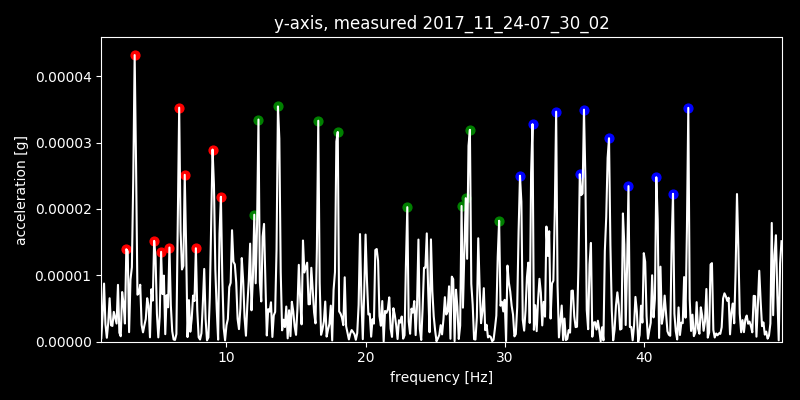 y-axis, measured 2017_11_24-07_30_02
0.00004
0.00003
0.00002
0.00001
0.00000
acceleration [g]
10 20 30 40
frequency [Hz]